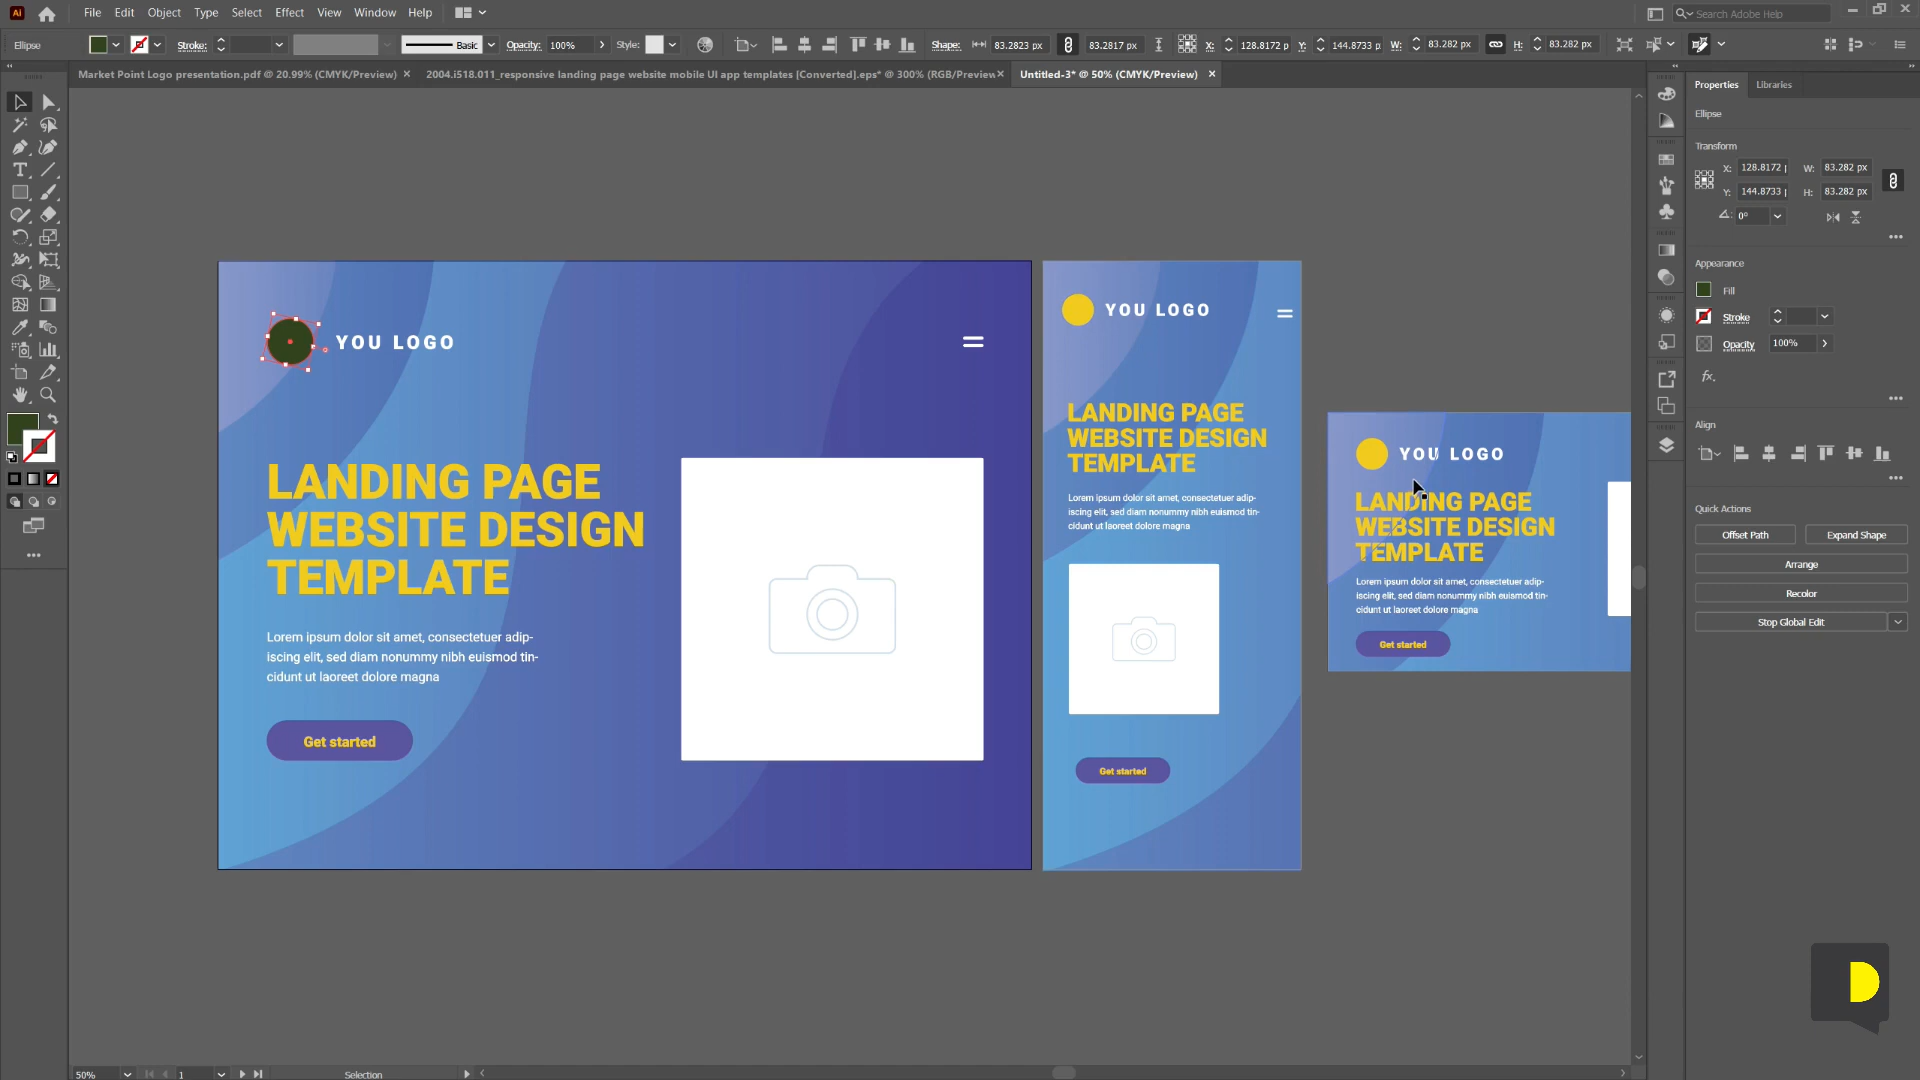 Ai File Edit Object Type Select Effect View Window Help Search Adobe Help
Ellipse Stroke: Basic Opacity: 100% Style: Shape: 83.2823 px 83.2817 px X: 128.8172 p Y: 144.8733 p W: 83.282 px H: 83.282 px
Market Point Logo presentation.pdf @ 20.99% (CMYK/Preview) × 2004.i518.011_responsive landing page website mobile UI app templates [Converted].eps* @ 300% (RGB/Preview × Untitled-3* @ 50% (CMYK/Preview) ×
YOU LOGO
LANDING PAGE
WEBSITE DESIGN
TEMPLATE
Lorem ipsum dolor sit amet, consectetuer adip-
iscing elit, sed diam nonummy nibh euismod tin-
cidunt ut laoreet dolore magna
Get started
YOU LOGO
LANDING PAGE
WEBSITE DESIGN
TEMPLATE
Lorem ipsum dolor sit amet, consectetuer adip-
iscing elit, sed diam nonummy nibh euismod tin-
cidunt ut laoreet dolore magna
Get started
YOU LOGO
LANDING PAGE
WEBSITE DESIGN
TEMPLATE
Lorem ipsum dolor sit amet, consectetuer adip-
iscing elit, sed diam nonummy nibh euismod tin-
cidunt ut laoreet dolore magna
Get started
Properties Libraries
Ellipse
Transform
X: 128.8172 W: 83.282 px
Y: 144.8733 H: 83.282 px
0°
Appearance
Fill
Stroke
Opacity 100%
fx.
Align
Quick Actions
Offset Path Expand Shape
Arrange
Recolor
Stop Global Edit
D
50% 1 Selection